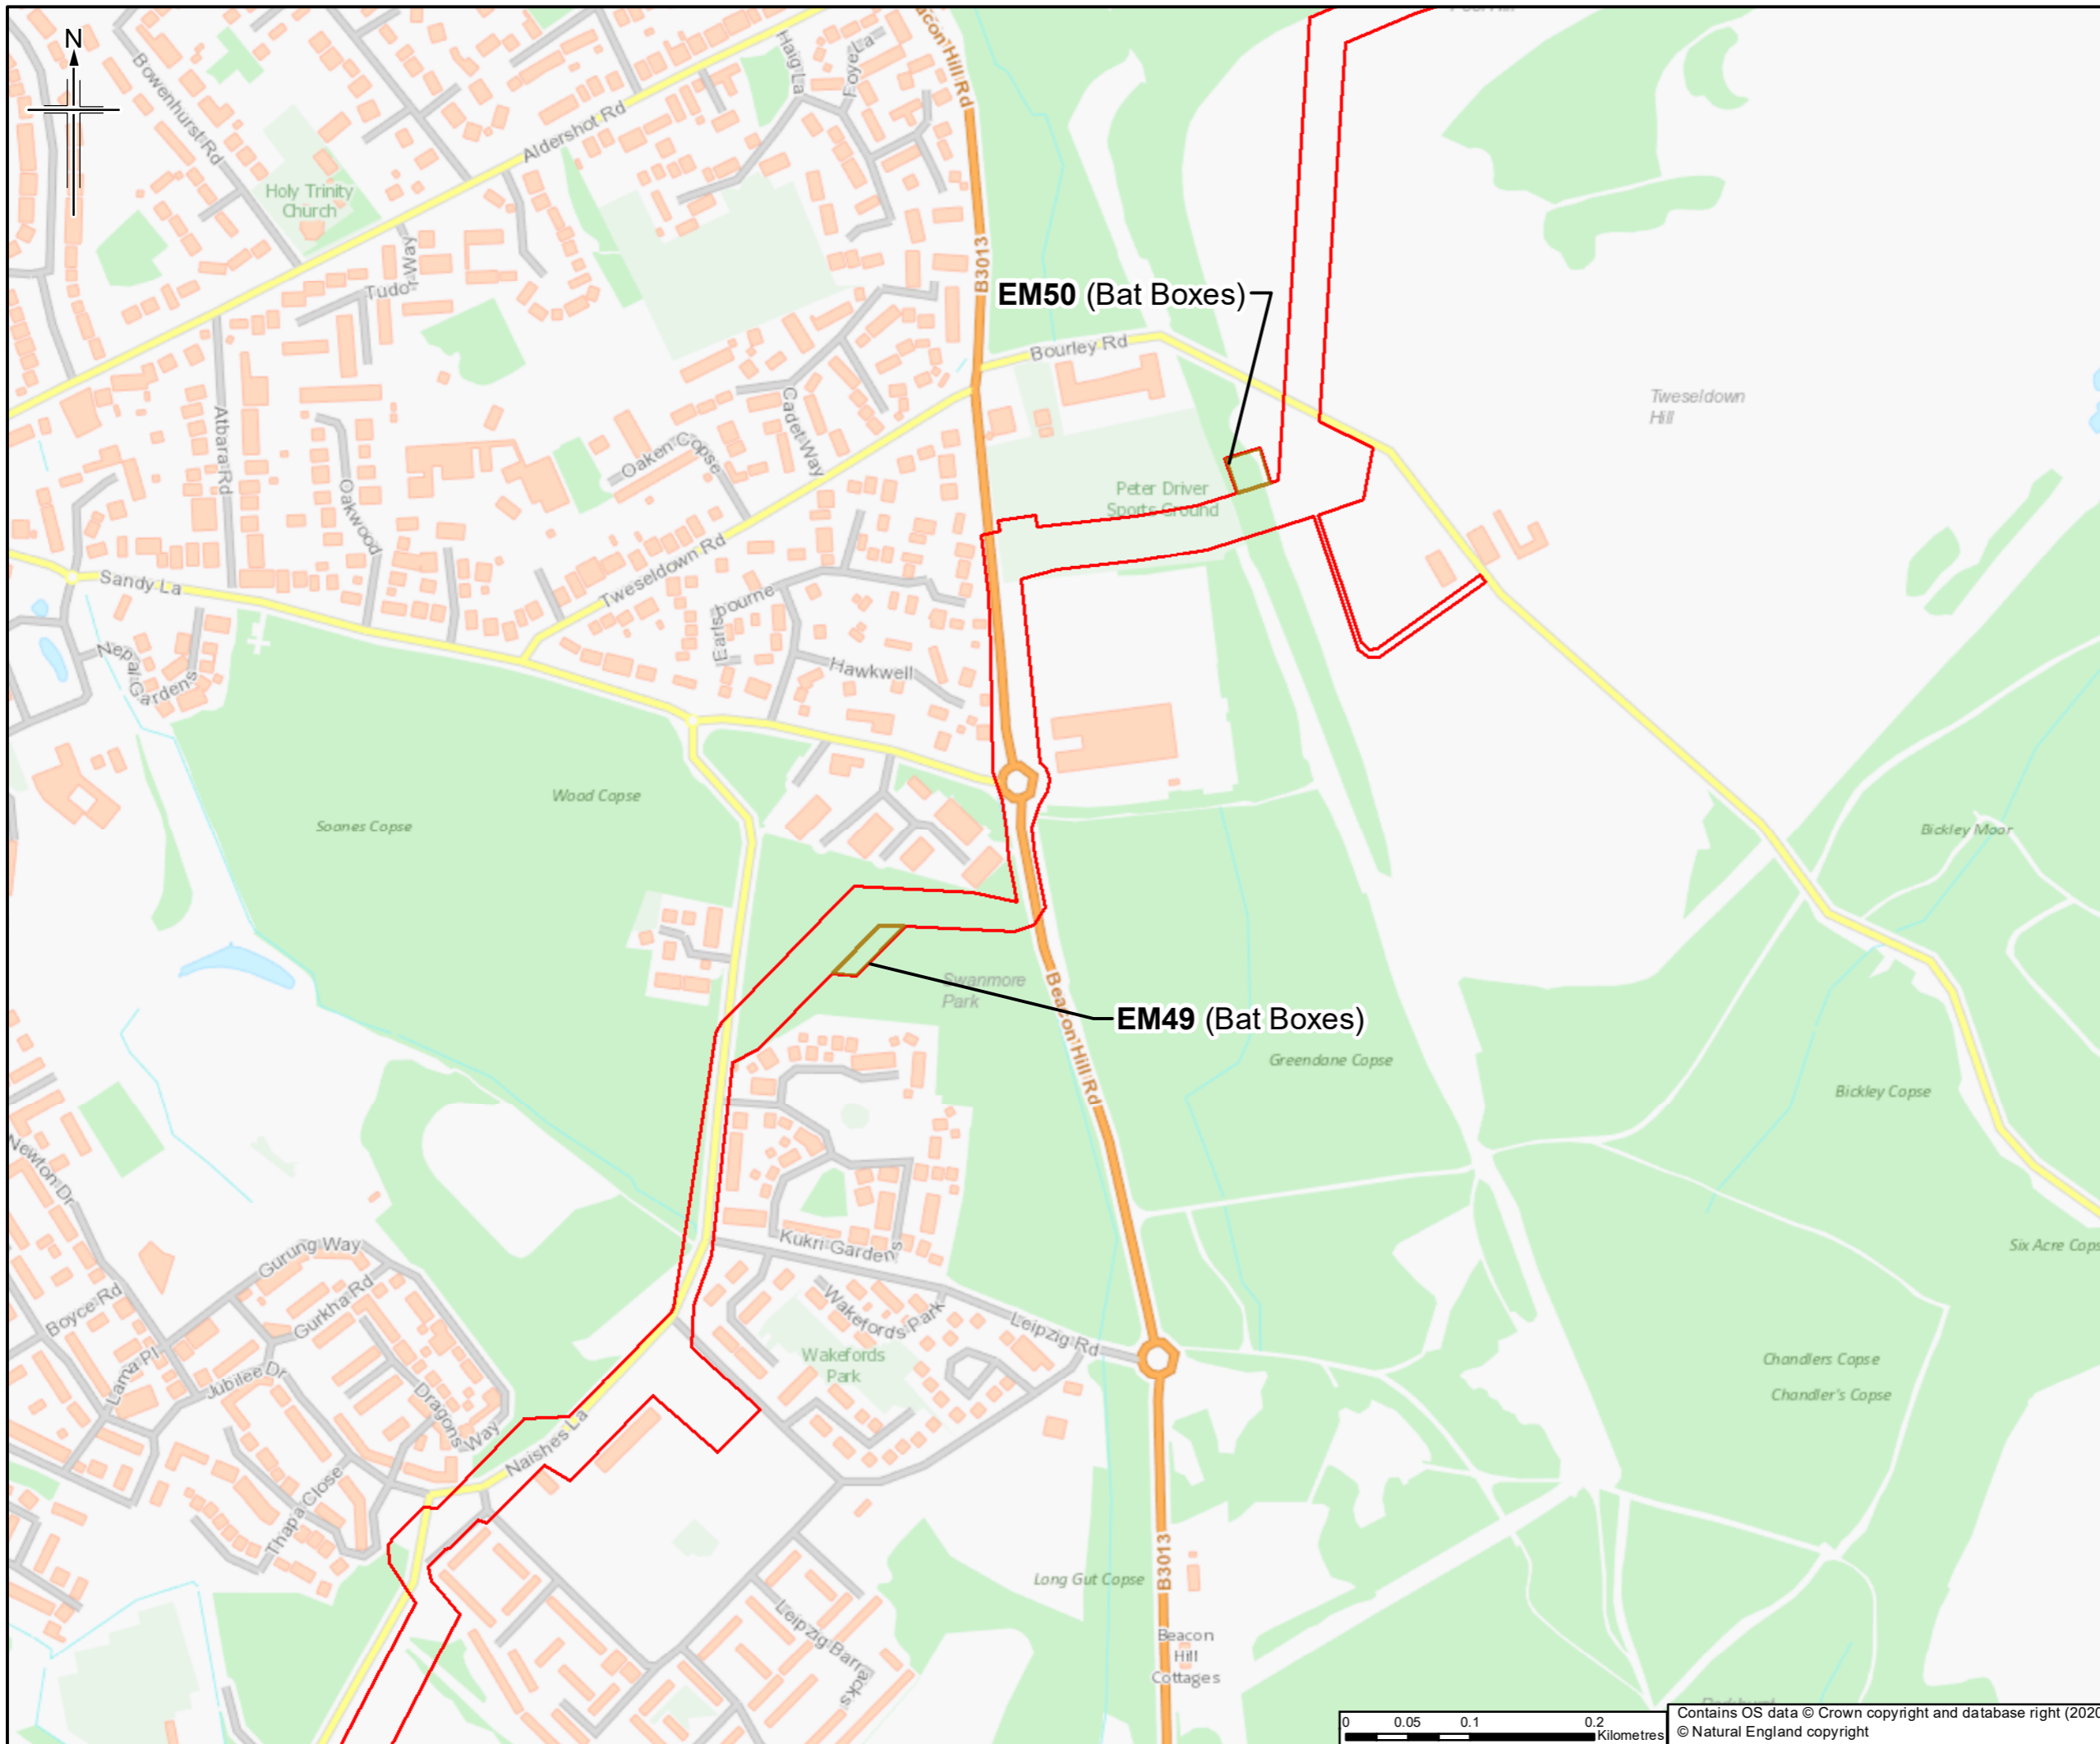 N
Bowenhurst Rd
Haig La
Foye La
Beacon Hill Rd
Aldershot Rd
Holy Trinity
Church
Tudor Way
B3013
EM50 (Bat Boxes)
Bourley Rd
Tweseldown
Hill
Atbara Rd
Cadet Way
Oaken Copse
Oakwood
Peter Driver
Sports Ground
Tweseldown Rd
Sandy La
Earlsbourne
Nepal Gardens
Hawkwell
Wood Copse
Soanes Copse
Bickley Moor
Swanmore
Park
EM49 (Bat Boxes)
Beacon Hill Rd
Greendane Copse
Bickley Copse
Newton Dr
Kukri Gardens
Gurung Way
Six Acre Cops
Boyce Rd
Gurkha Rd
Wakefords Park
Leipzig Rd
Lama Pl
Jubilee Dr
Wakefords
Park
Chandlers Copse
Chandler's Copse
Dragons Way
Naishes La
Thapa Close
B3013
Long Gut Copse
Leipzig Barracks
Beacon
Hill
Cottages
0 0.05 0.1 0.2
Kilometres
Contains OS data © Crown copyright and database right (2020
© Natural England copyright